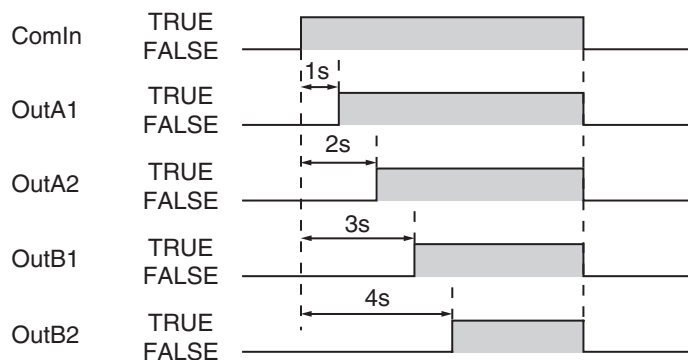 ComIn TRUE
FALSE
1s
OutA1 TRUE
FALSE
2s
OutA2 TRUE
FALSE
3s
OutB1 TRUE
FALSE
4s
OutB2 TRUE
FALSE